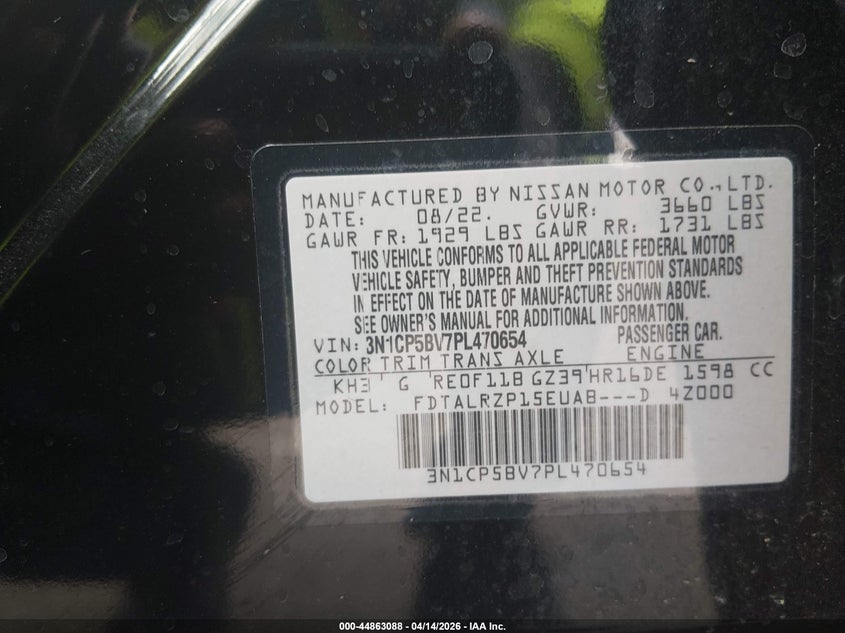 MANUFACTURED BY NISSAN MOTOR CO.,LTD.
DATE: 08/22. GVWR: 3660 LBS
GAWR FR: 1929 LBS GAWR RR: 1731 LBS
THIS VEHICLE CONFORMS TO ALL APPLICABLE FEDERAL MOTOR
VEHICLE SAFETY, BUMPER AND THEFT PREVENTION STANDARDS
IN EFFECT ON THE DATE OF MANUFACTURE SHOWN ABOVE.
SEE OWNER'S MANUAL FOR ADDITIONAL INFORMATION.
VIN: 3N1CP5BV7PL470654 PASSENGER CAR.
COLOR TRIM TRANS AXLE ENGINE
KH3 G RE0F11B GZ39 HR16DE 1598 CC
MODEL: FDTALRZP15EUAB---D 4Z000
3N1CP5BV7PL470654
000-44863088 - 04/14/2026 - IAA Inc.